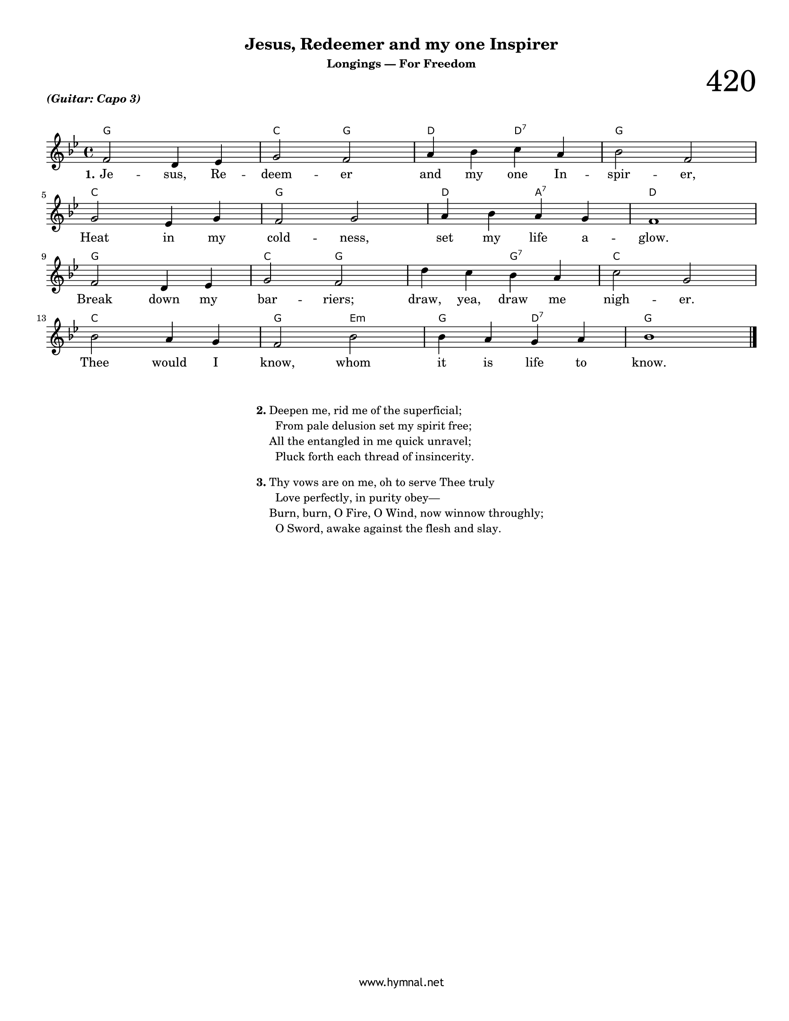 Jesus, Redeemer and my one Inspirer
Longings — For Freedom
420
(Guitar: Capo 3)
G C G D D7 G
1. Je - sus, Re - deem - er and my one In - spir - er,
5
C G D A7 D
Heat in my cold - ness, set my life a - glow.
9
G C G G7 C
Break down my bar - riers; draw, yea, draw me nigh - er.
13
C G Em G D7 G
Thee would I know, whom it is life to know.
2. Deepen me, rid me of the superficial;
From pale delusion set my spirit free;
All the entangled in me quick unravel;
Pluck forth each thread of insincerity.
3. Thy vows are on me, oh to serve Thee truly
Love perfectly, in purity obey—
Burn, burn, O Fire, O Wind, now winnow throughly;
O Sword, awake against the flesh and slay.
www.hymnal.net